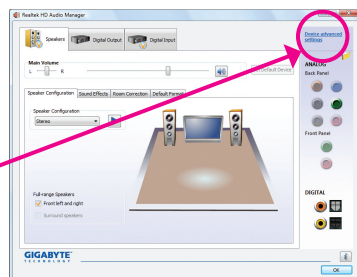 Realtek HD Audio Manager
Speakers
Digital Output
Digital Input
Device advanced
settings
Main Volume
L
R
Default Device
ANALOG
Back Panel
Speaker Configuration
Sound Effects
Room Correction
Default Format
Speaker Configuration
Stereo
Front Panel
Full-range Speakers
Front left and right
Surround speakers
DIGITAL
GIGABYTE
TECHNOLOGY
OK